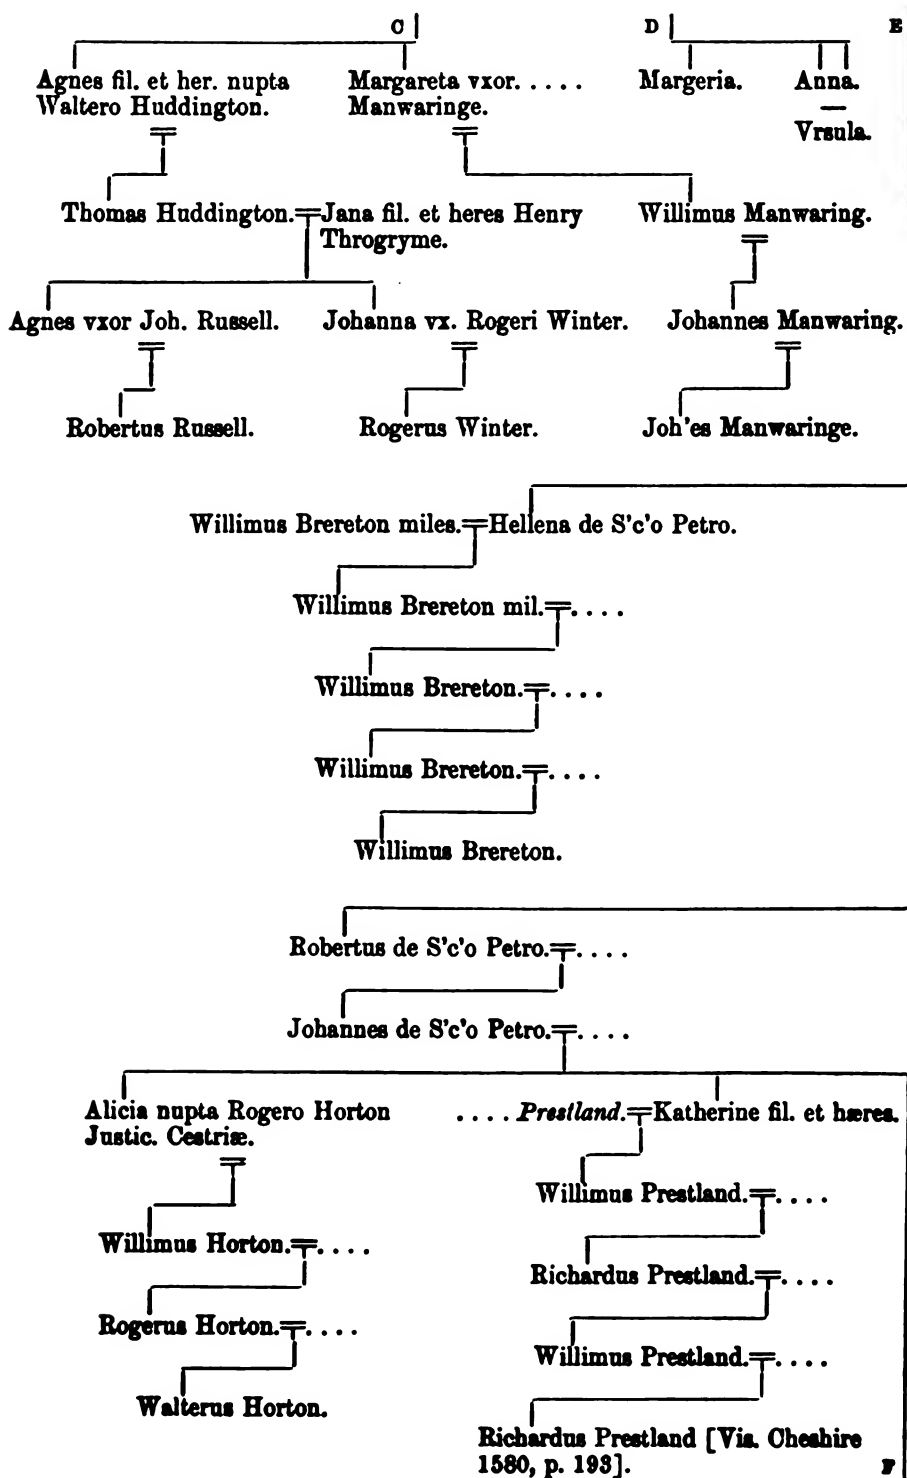 C D E
Agnes fil. et her. nupta Margareta vxor. . . . . Margeria. Anna.
Waltero Huddington. Manwaringe.
Vrsula.
Thomas Huddington. Jana fil. et heres Henry Willimus Manwaring.
Throgryme.
Agnes vxor Joh. Russell. Johanna vx. Rogeri Winter. Johannes Manwaring.
Robertus Russell. Rogerus Winter. Joh'es Manwaringe.
Willimus Brereton miles. Hellena de S'c'o Petro.
Willimus Brereton mil. . . . .
Willimus Brereton. . . . .
Willimus Brereton. . . . .
Willimus Brereton.
Robertus de S'c'o Petro. . . . .
Johannes de S'c'o Petro. . . . .
Alicia nupta Rogero Horton . . . . Prestland. Katherine fil. et hæres.
Justic. Cestriæ.
Willimus Prestland. . . . .
Willimus Horton. . . . .
Richardus Prestland. . . . .
Rogerus Horton. . . . .
Willimus Prestland. . . . .
Walterus Horton.
Richardus Prestland [Vis. Cheshire
1580, p. 193]. F